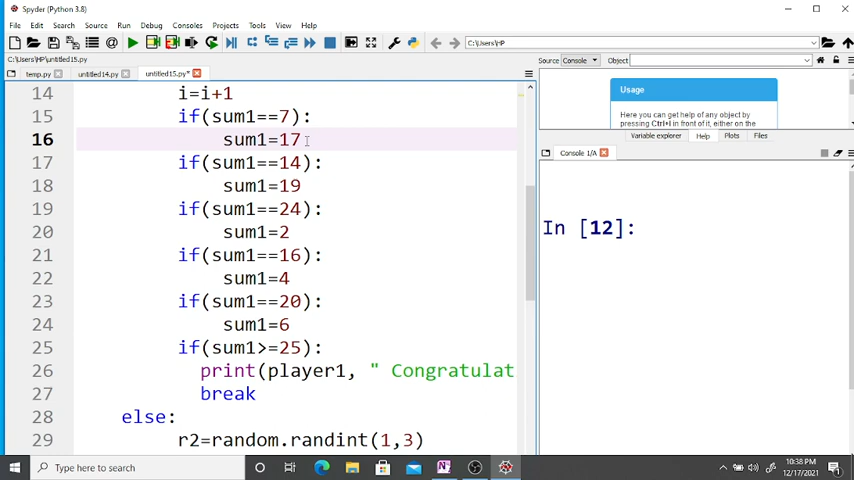 Spyder (Python 3.8)
File Edit Search Source Run Debug Consoles Projects Tools View Help
C:\Users\HP
C:\Users\HP\untitled15.py
temp.py untitled14.py untitled15.py*
Source Console Object
Usage
Here you can get help of any object by
pressing Ctrl+I in front of it, either on the
Variable explorer Help Plots Files
Console 1/A
In [12]:
14 i=i+1
15 if(sum1==7):
16 sum1=17
17 if(sum1==14):
18 sum1=19
19 if(sum1==24):
20 sum1=2
21 if(sum1==16):
22 sum1=4
23 if(sum1==20):
24 sum1=6
25 if(sum1>=25):
26 print(player1, " Congratulat
27 break
28 else:
29 r2=random.randint(1,3)
Type here to search
10:38 PM
12/17/2021